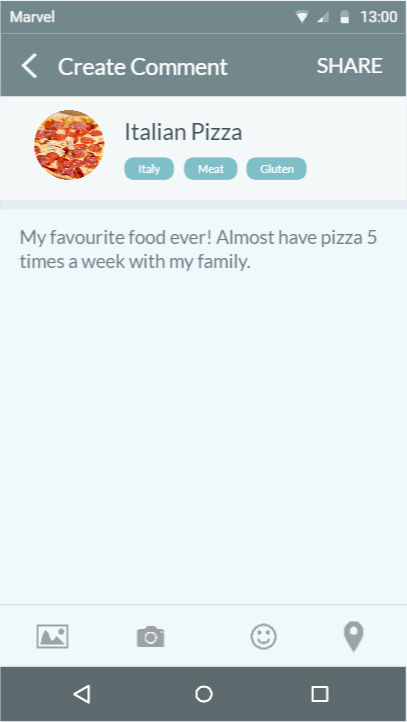 Marvel 13:00
Create Comment SHARE
Italian Pizza
Italy Meat Gluten
My favourite food ever! Almost have pizza 5
times a week with my family.